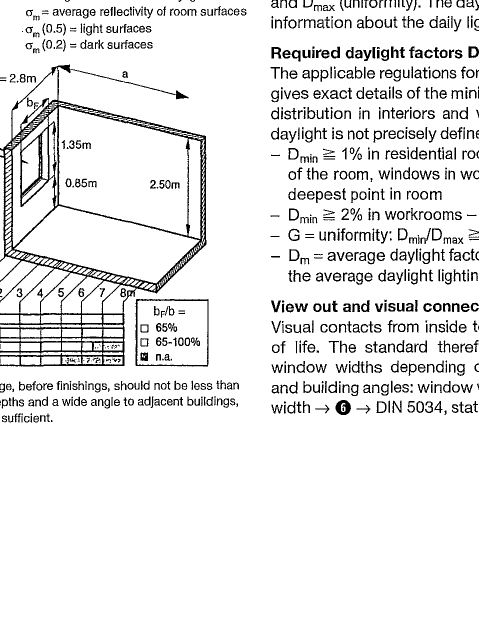 σm = average reflectivity of room surfaces
σm (0.5) = light surfaces
σm (0.2) = dark surfaces
= 2.8m
a
bF
1.35m
0.85m
2.50m
2 3 4 5 6 7 8m
bF/b =
65%
65-100%
n.a.
ge, before finishings, should not be less than
epths and a wide angle to adjacent buildings,
sufficient.
and Dmax (uniformity). The day
information about the daily lig
Required daylight factors D
The applicable regulations for
gives exact details of the mini
distribution in interiors and v
daylight is not precisely define
– Dmin ≧ 1% in residential roo
of the room, windows in wo
deepest point in room
– Dmin ≧ 2% in workrooms –
– G = uniformity: Dmin/Dmax ≧
– Dm = average daylight facto
the average daylight lightin
View out and visual connec
Visual contacts from inside to
of life. The standard theref
window widths depending o
and building angles: window w
width → 6 → DIN 5034, stat